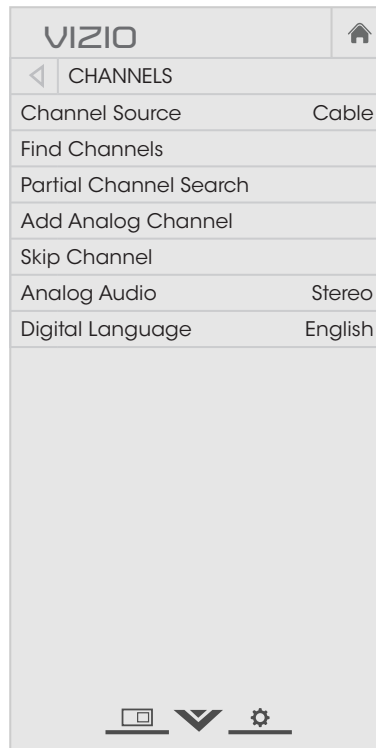 VIZIO
CHANNELS
Channel Source Cable
Find Channels
Partial Channel Search
Add Analog Channel
Skip Channel
Analog Audio Stereo
Digital Language English